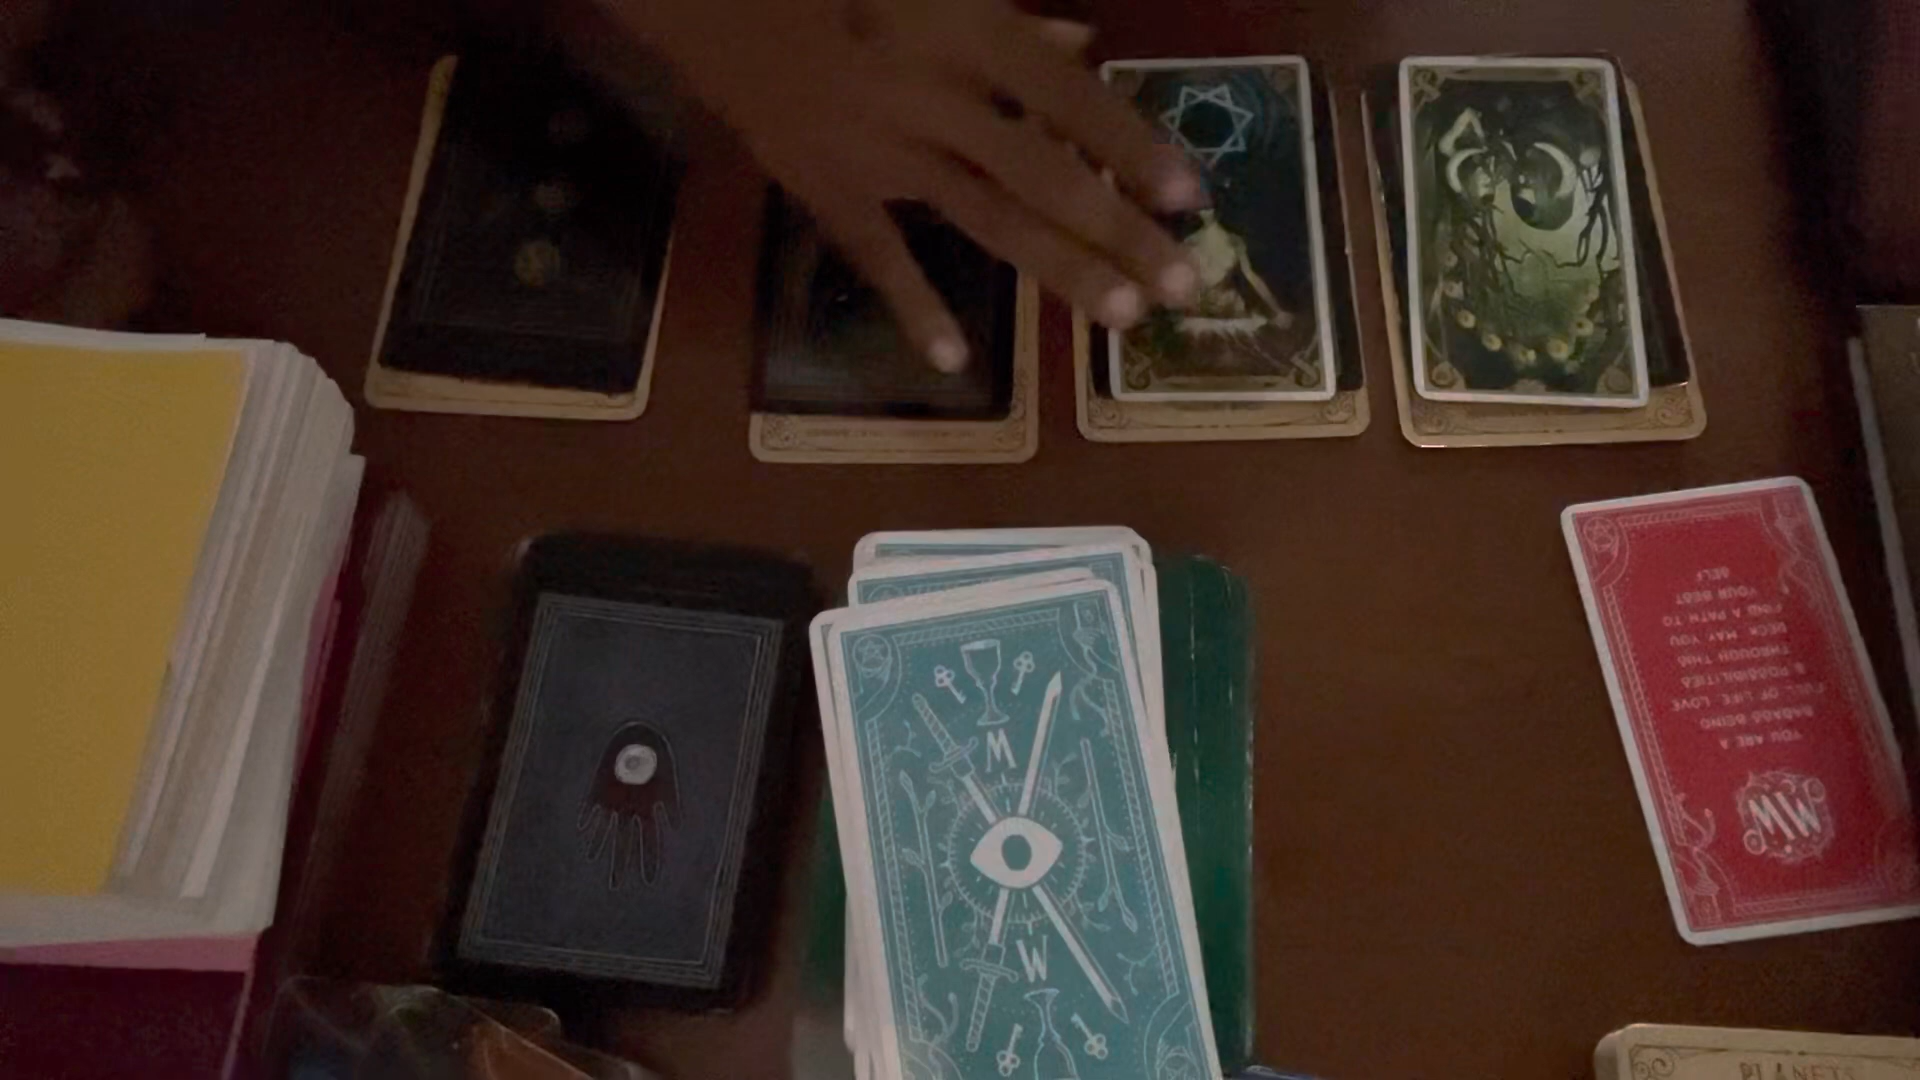 M
W
YOU ARE A
BADASS BEING
FULL OF LIFE, LOVE
& POSSIBILITIES
THROUGH THIS
DECK MAY YOU
FIND A PATH TO
YOUR BEST
SELF
MW
PLANETS